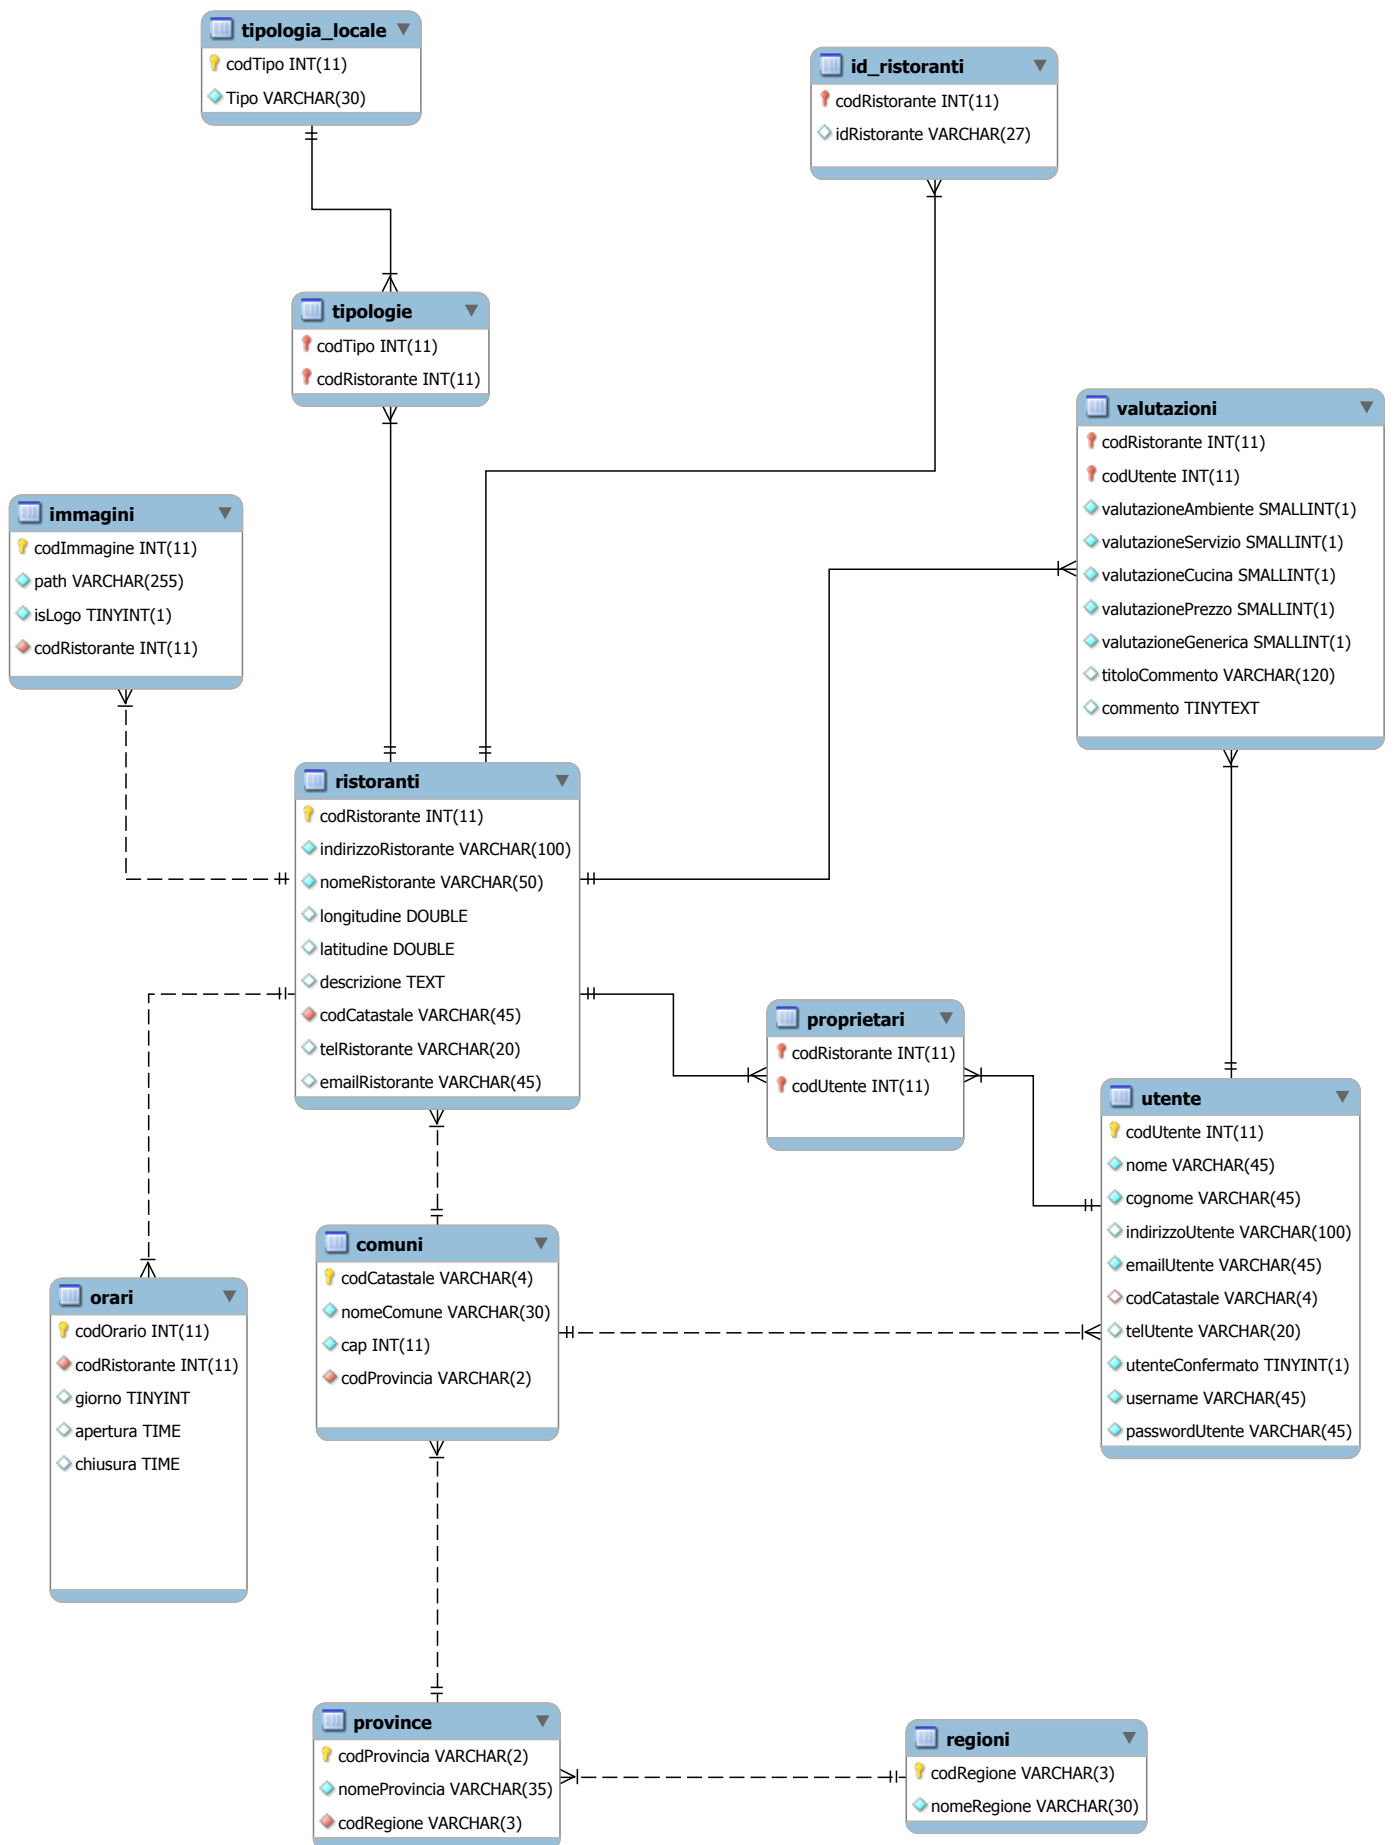 tipologia_locale
codTipo INT(11)
Tipo VARCHAR(30)
id_ristoranti
codRistorante INT(11)
idRistorante VARCHAR(27)
tipologie
codTipo INT(11)
codRistorante INT(11)
valutazioni
codRistorante INT(11)
codUtente INT(11)
valutazioneAmbiente SMALLINT(1)
valutazioneServizio SMALLINT(1)
valutazioneCucina SMALLINT(1)
valutazionePrezzo SMALLINT(1)
valutazioneGenerica SMALLINT(1)
titoloCommento VARCHAR(120)
commento TINYTEXT
immagini
codImmagine INT(11)
path VARCHAR(255)
isLogo TINYINT(1)
codRistorante INT(11)
ristoranti
codRistorante INT(11)
indirizzoRistorante VARCHAR(100)
nomeRistorante VARCHAR(50)
longitudine DOUBLE
latitudine DOUBLE
descrizione TEXT
codCatastale VARCHAR(45)
telRistorante VARCHAR(20)
emailRistorante VARCHAR(45)
proprietari
codRistorante INT(11)
codUtente INT(11)
utente
codUtente INT(11)
nome VARCHAR(45)
cognome VARCHAR(45)
indirizzoUtente VARCHAR(100)
emailUtente VARCHAR(45)
codCatastale VARCHAR(4)
telUtente VARCHAR(20)
utenteConfermato TINYINT(1)
username VARCHAR(45)
passwordUtente VARCHAR(45)
comuni
codCatastale VARCHAR(4)
nomeComune VARCHAR(30)
cap INT(11)
codProvincia VARCHAR(2)
orari
codOrario INT(11)
codRistorante INT(11)
giorno TINYINT
apertura TIME
chiusura TIME
province
codProvincia VARCHAR(2)
nomeProvincia VARCHAR(35)
codRegione VARCHAR(3)
regioni
codRegione VARCHAR(3)
nomeRegione VARCHAR(30)